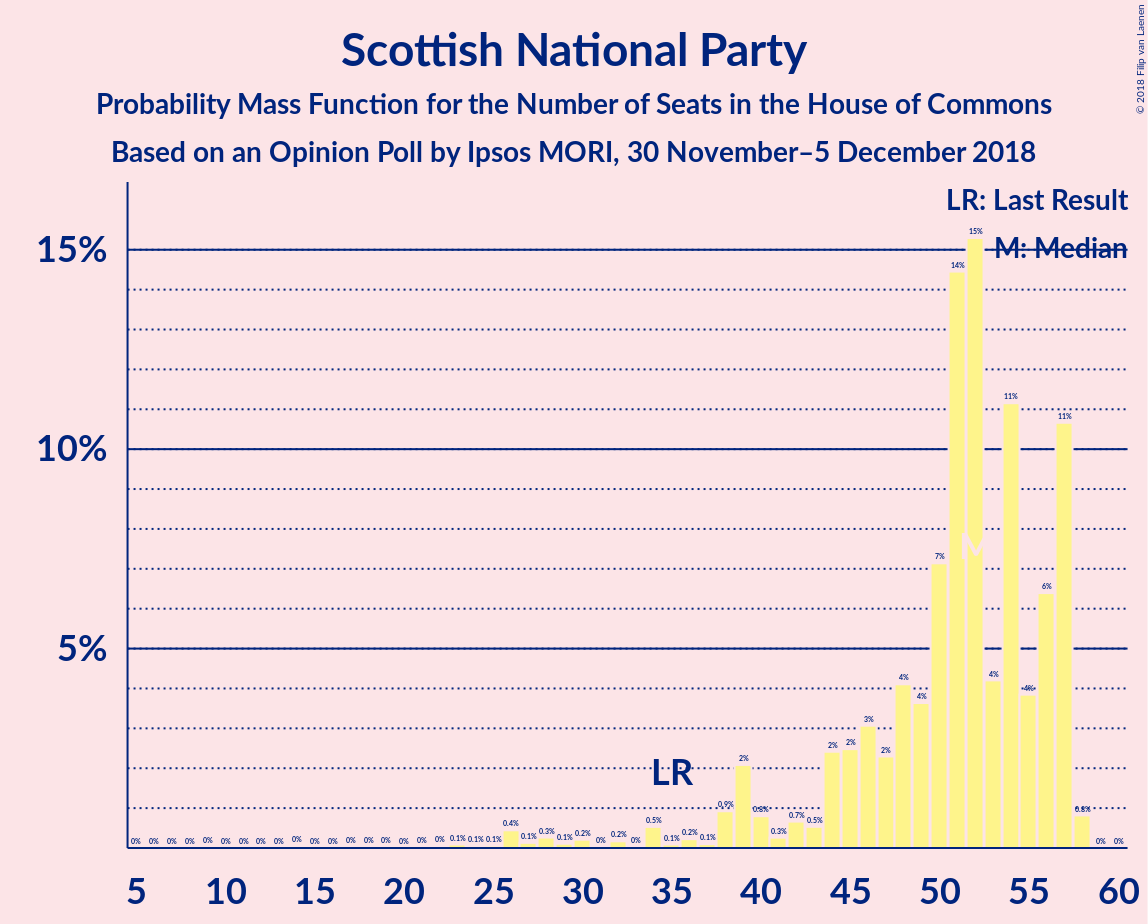 Scottish National Party
Probability Mass Function for the Number of Seats in the House of Commons
Based on an Opinion Poll by Ipsos MORI, 30 November–5 December 2018
© 2018 Filip van Laenen
LR: Last Result
M: Median
15%
10%
5%
0% 0% 0% 0% 0% 0% 0% 0% 0% 0% 0% 0% 0% 0% 0% 0% 0% 0% 0.1% 0.1% 0.1% 0.4% 0.1% 0.3% 0.1% 0.2% 0% 0.2% 0% 0.5% 0.1% 0.2% 0.1% 0.9% 2% 0.8% 0.3% 0.7% 0.5% 2% 2% 3% 2% 4% 4% 7% 14% 15% 4% 11% 4% 6% 11% 0.8% 0% 0%
LR
M
5 10 15 20 25 30 35 40 45 50 55 60